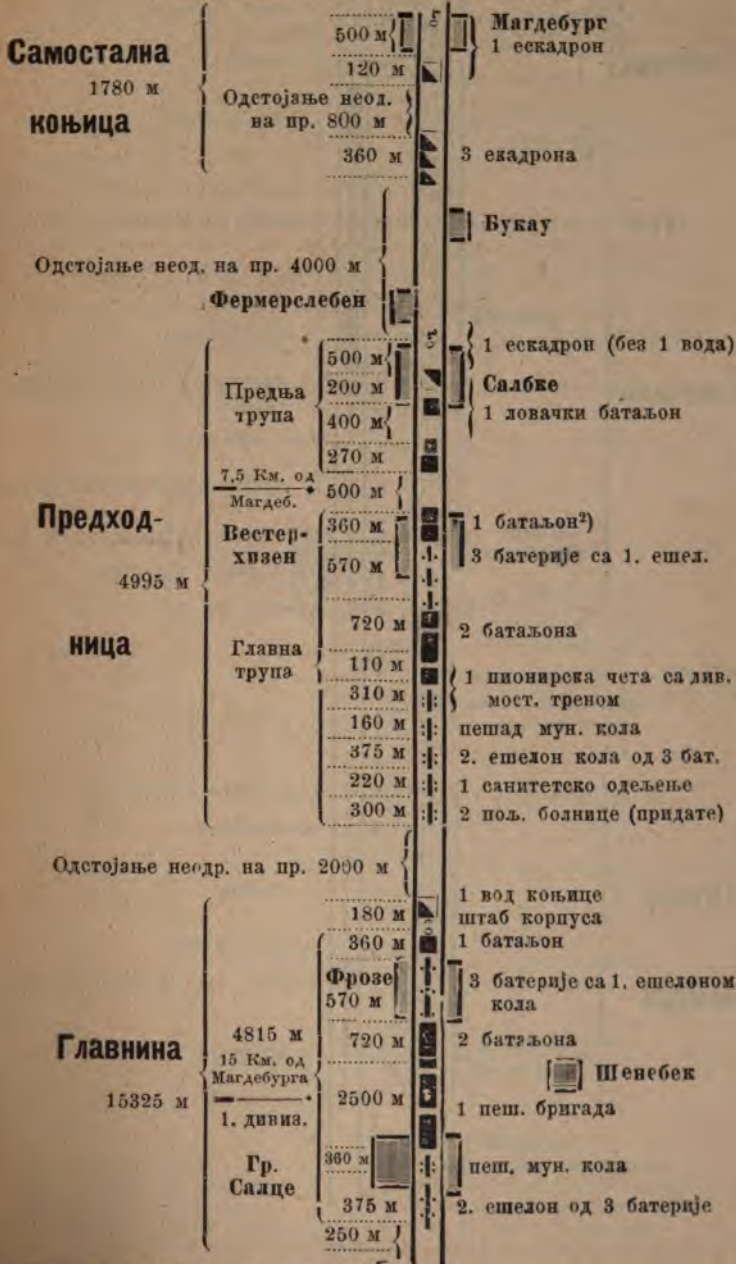 500 м
Магдебург
1 ескадрон
Самостална
1780 м
коњица
120 м
Одстојање неод.
на пр. 800 м
360 м
3 екадрона
Букау
Одстојање неод. на пр. 4000 м
Фермерслебен
500 м
1 ескадрон (без 1 вода)
Предња
трупа
200 м
Салбке
400 м
1 ловачки батаљон
270 м
7,5 Км. од
Магдеб.
500 м
Предход-
4995 м
ница
Вестер-
хизен
360 м
1 батаљон²)
570 м
3 батерије са 1. ешел.
720 м
2 батаљона
Главна
трупа
110 м
1 пионирска чета са див.
мост. треном
310 м
160 м
пешад мун. кола
375 м
2. ешелон кола од 3 бат.
220 м
1 санитетско одељење
300 м
2 пољ. болнице (придате)
Одстојање неодр. на пр. 2000 м
180 м
1 вод коњице
штаб корпуса
360 м
1 батаљон
Фрозе
570 м
3 батерије са 1. ешелоном
кола
Главнина
15325 м
4815 м
15 Км. од
Магдебурга
1. дивиз.
720 м
2 батаљона
Шенебек
2500 м
1 пеш. бригада
Гр.
Салце
360 м
пеш. мун. кола
375 м
2. ешелон од 3 батерије
250 м